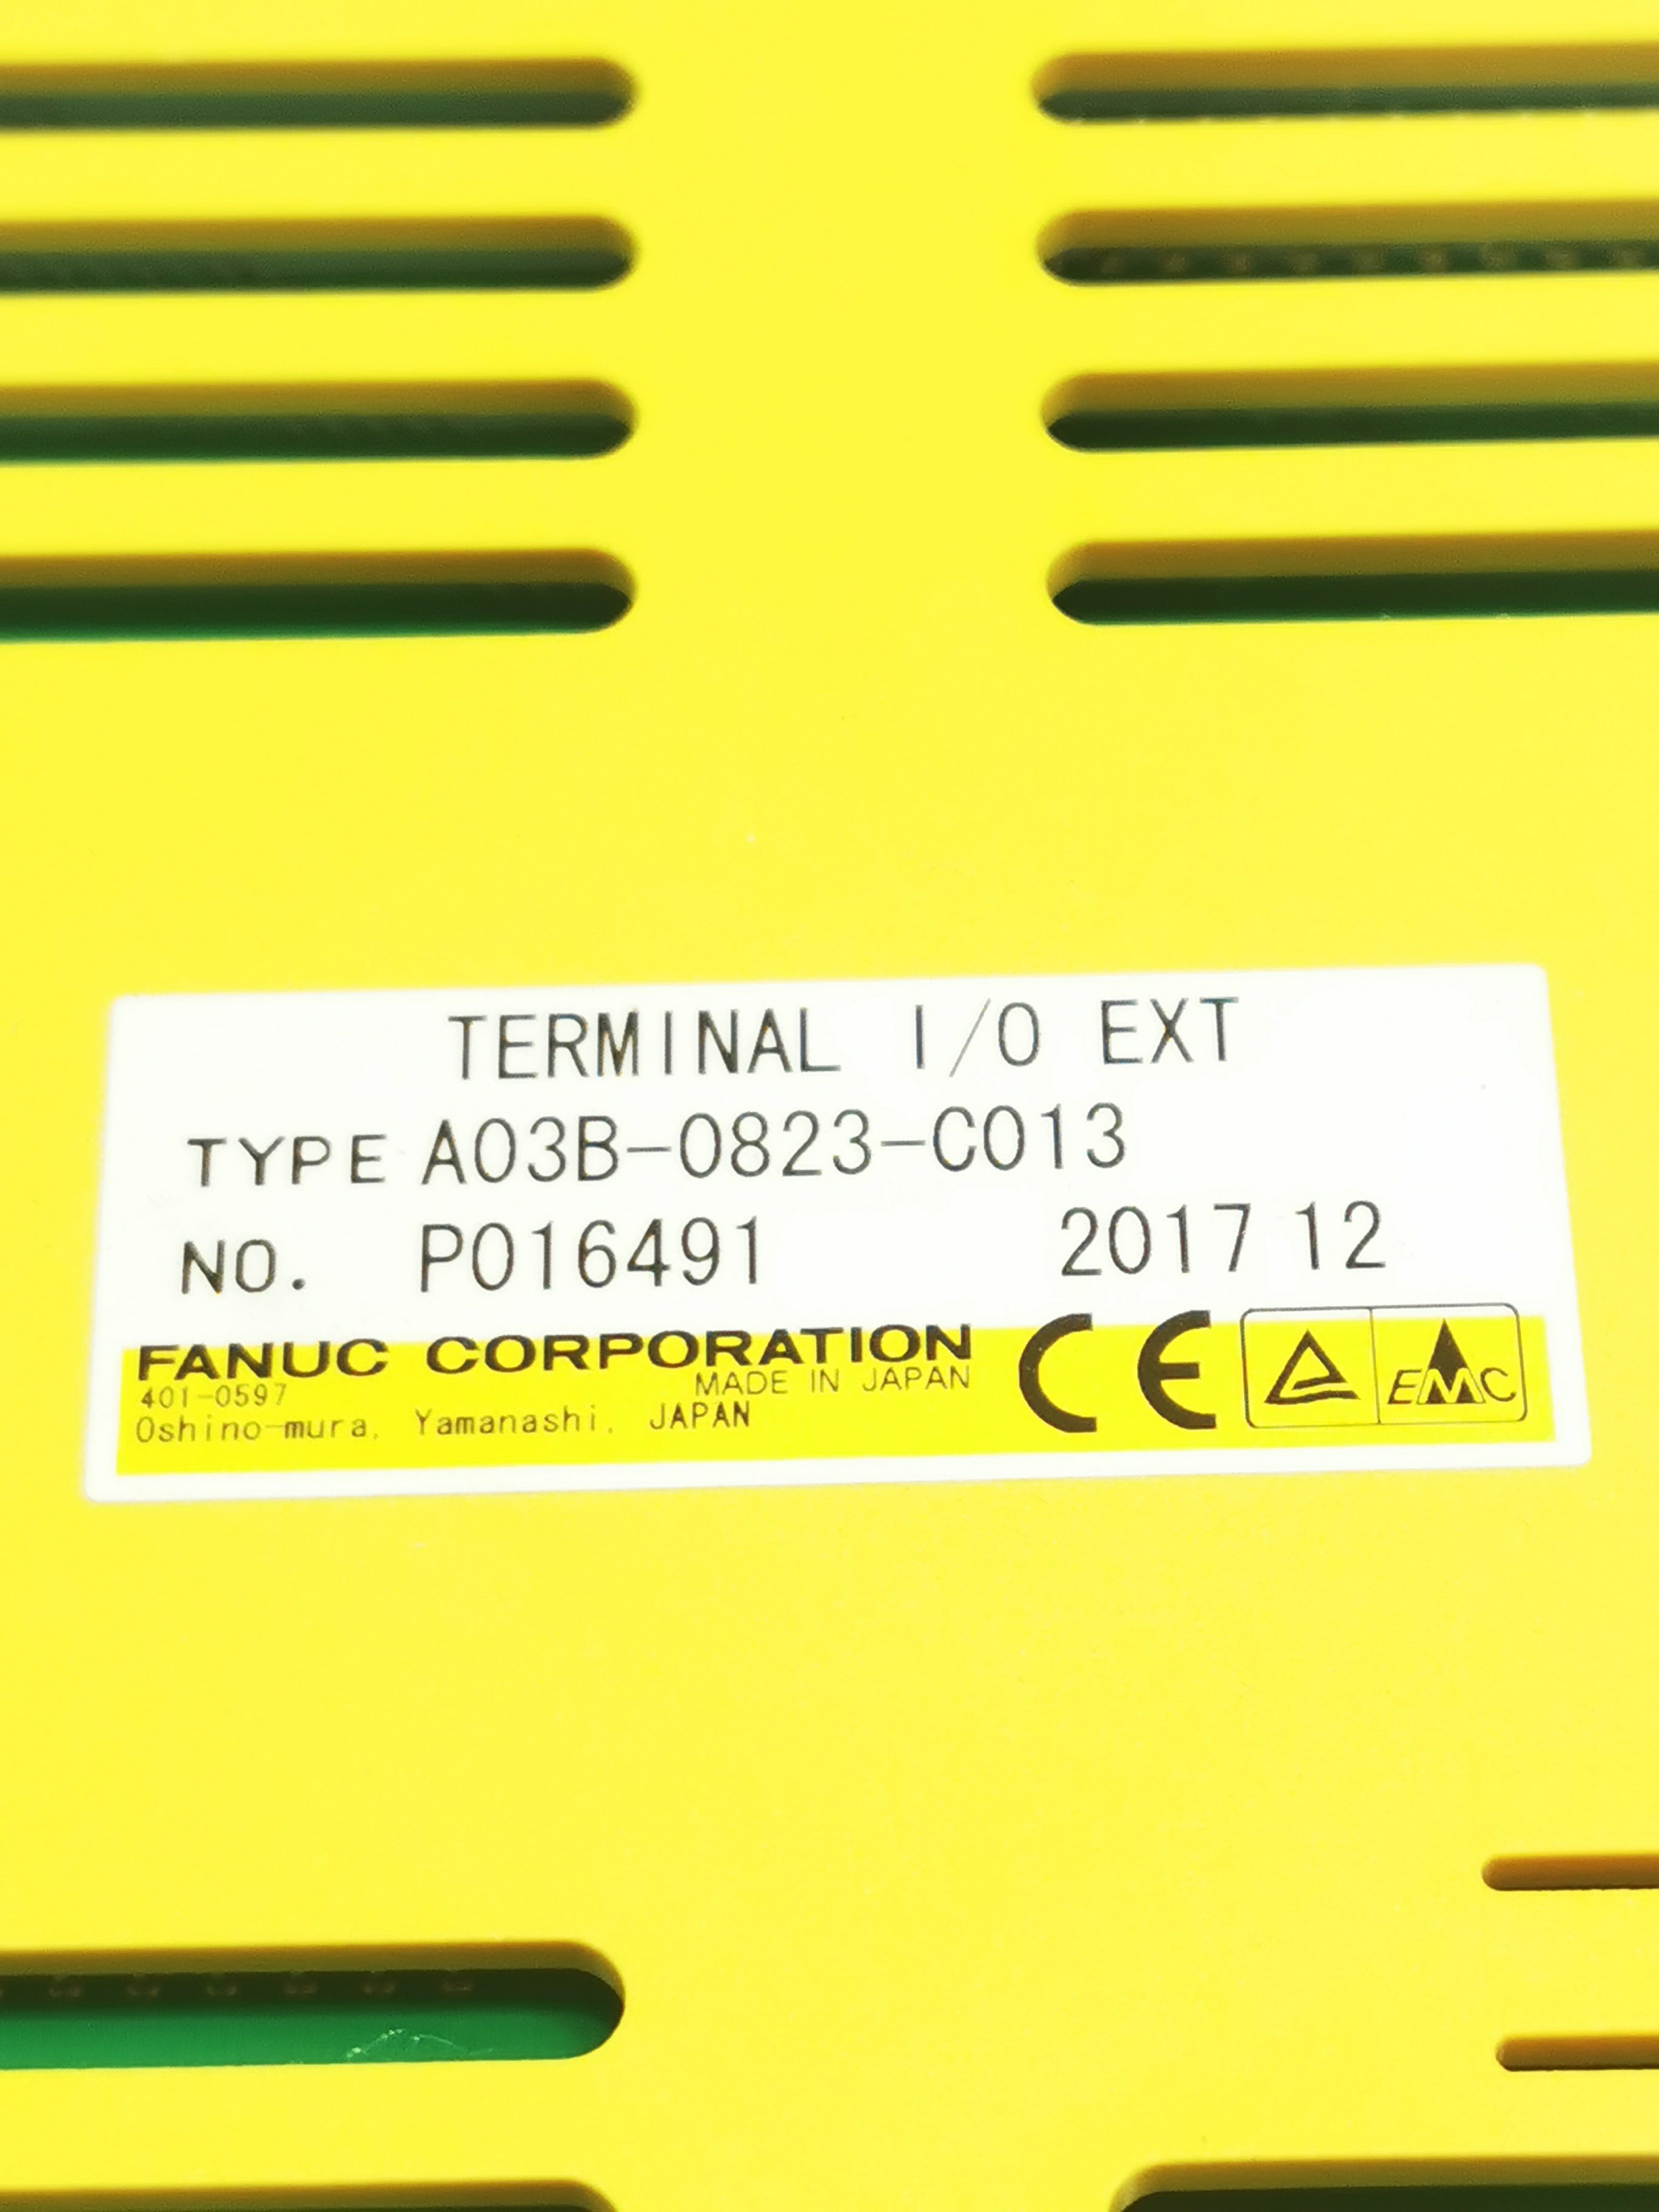 TERMINAL I/O EXT
TYPE A03B-0823-C013
NO. P016491 2017 12
FANUC CORPORATION
MADE IN JAPAN
401-0597
Oshino-mura, Yamanashi, JAPAN
CE
EMC